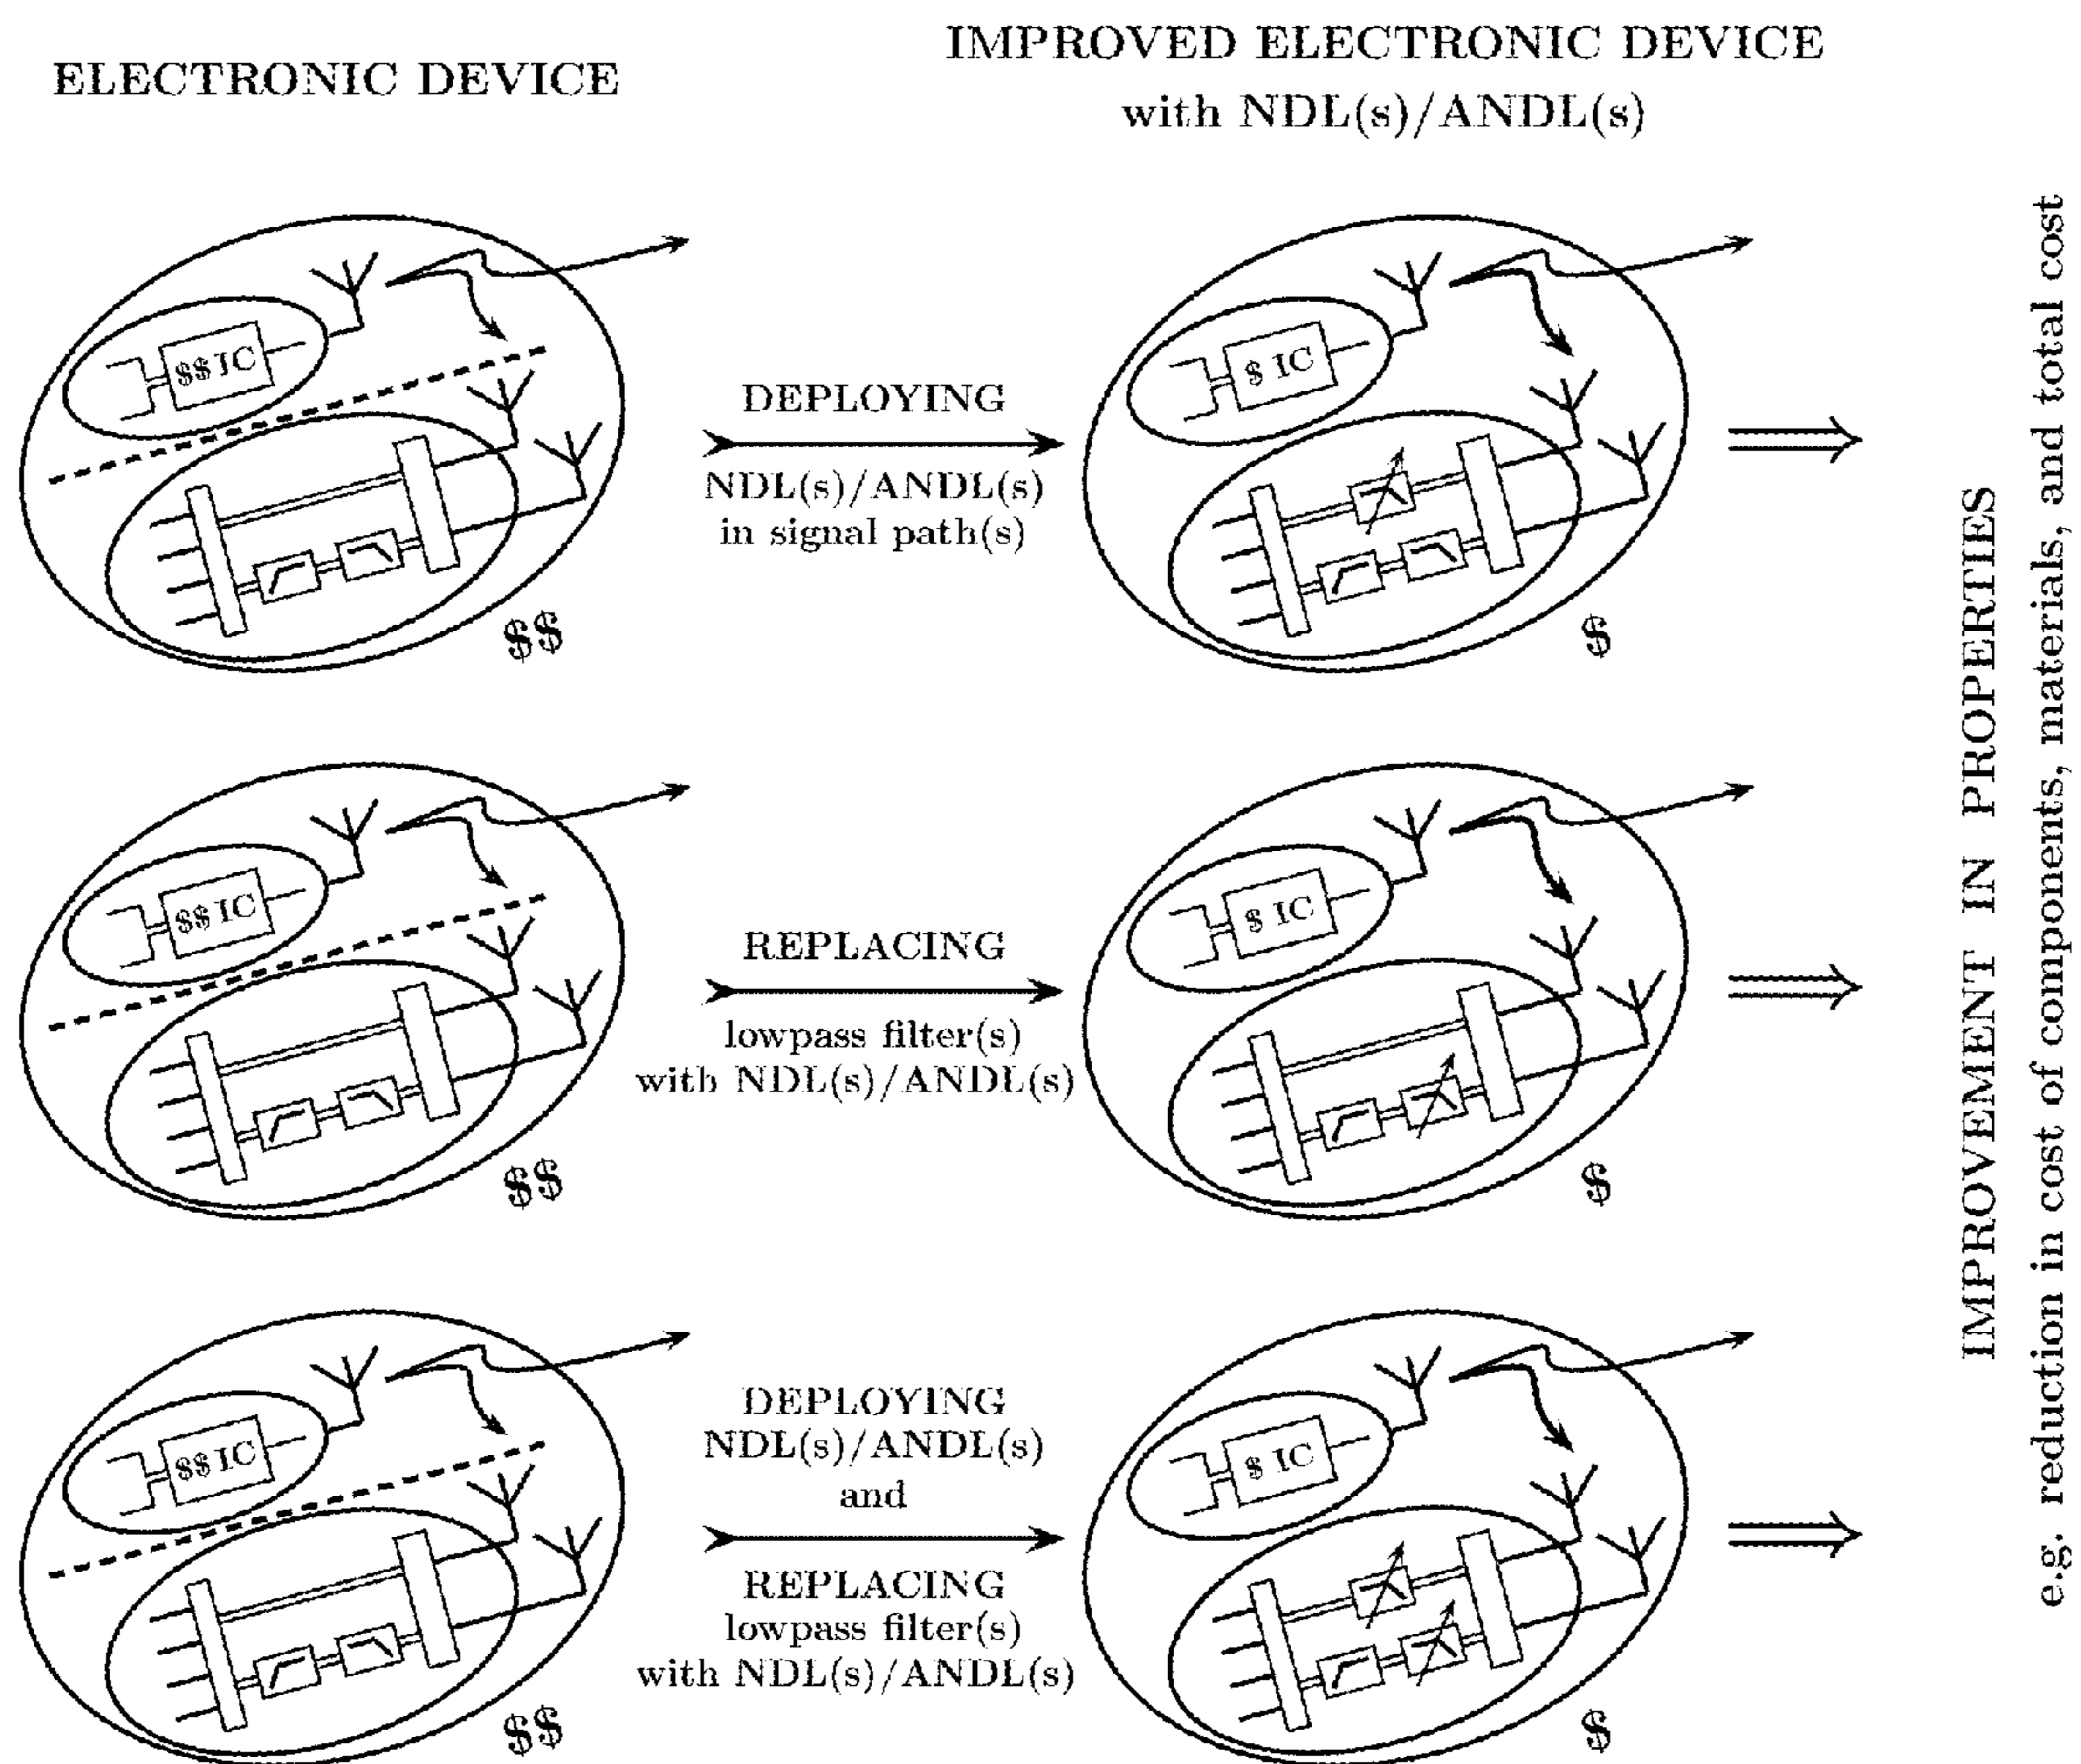 ELECTRONIC DEVICE
IMPROVED ELECTRONIC DEVICE
with NDL(s)/ANDL(s)
$$ IC
$$
DEPLOYING
NDL(s)/ANDL(s)
in signal path(s)
$ IC
$
$$ IC
$$
REPLACING
lowpass filter(s)
with NDL(s)/ANDL(s)
$ IC
$
$$ IC
$$
DEPLOYING
NDL(s)/ANDL(s)
and
REPLACING
lowpass filter(s)
with NDL(s)/ANDL(s)
$ IC
$
IMPROVEMENT IN PROPERTIES
e.g. reduction in cost of components, materials, and total cost